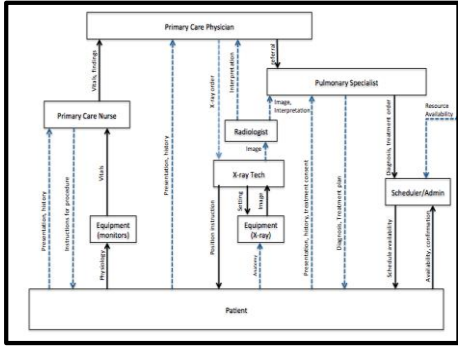 Primary Care Physician
Vitals, findings
Presentation, history
X-ray order
Interpretation
referral
Pulmonary Specialist
Image,
Interpretation
Resource
Availability
Primary Care Nurse
Radiologist
Image
Diagnosis, treatment order
X-ray Tech
Scheduler/Admin
Presentation, history
Instructions for procedure
Vitals
Position instruction
Setting
Image
Presentation, history, treatment consent
Diagnosis, Treatment plan
Equipment
(monitors)
Equipment
(X-ray)
Physiology
Anatomy
Schedule availability
Availability, confirmation
Patient